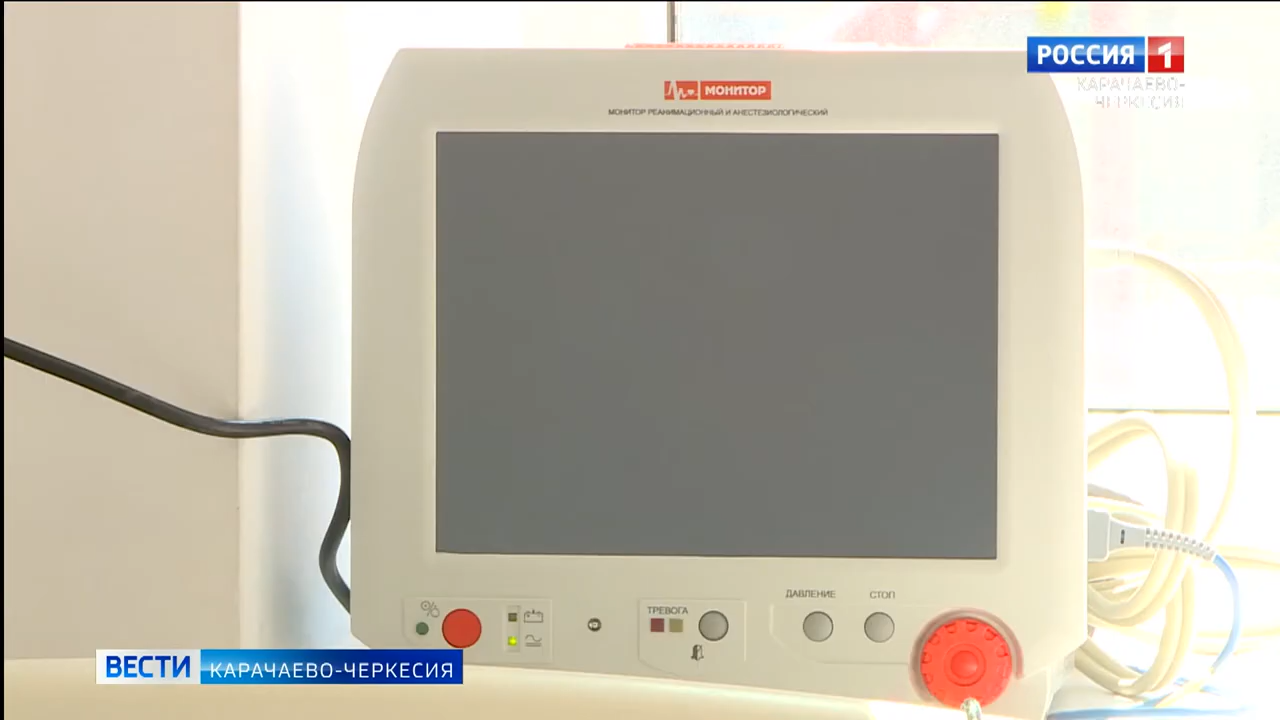 РОССИЯ 1
КАРАЧАЕВО-
ЧЕРКЕСИЯ
МОНИТОР
МОНИТОР РЕАНИМАЦИОННЫЙ И АНЕСТЕЗИОЛОГИЧЕСКИЙ
ТРЕВОГА
ДАВЛЕНИЕ
СТОП
ВЕСТИ КАРАЧАЕВО-ЧЕРКЕСИЯ